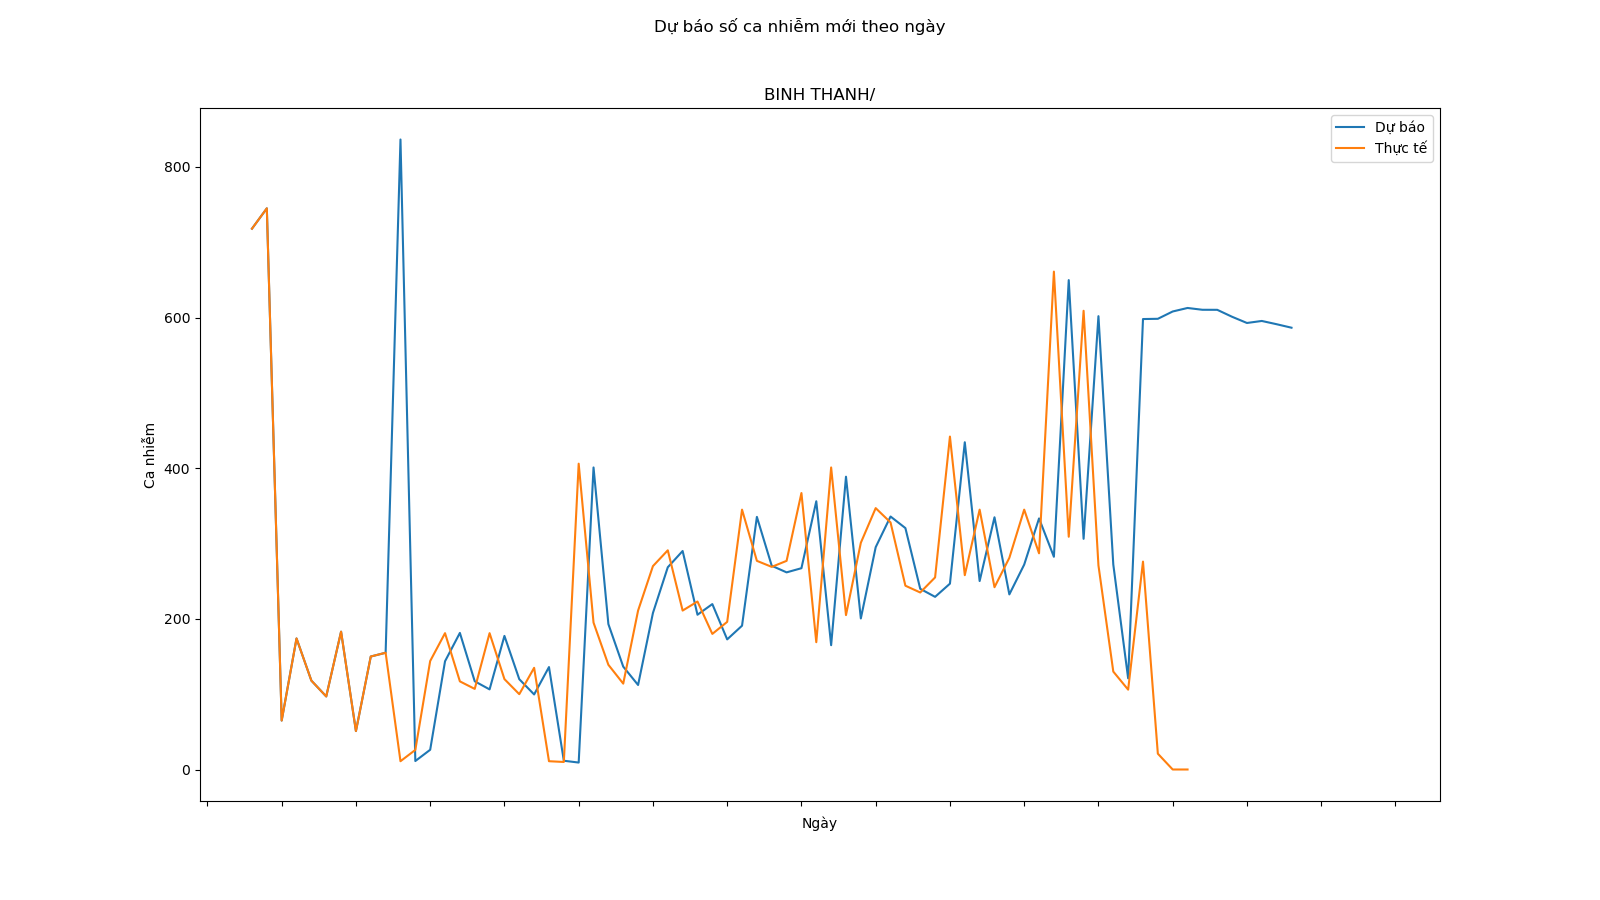 Dự báo số ca nhiễm mới theo ngày
BINH THANH/
Dự báo
Thực tế
800
600
400
200
0
Ca nhiễm
Ngày